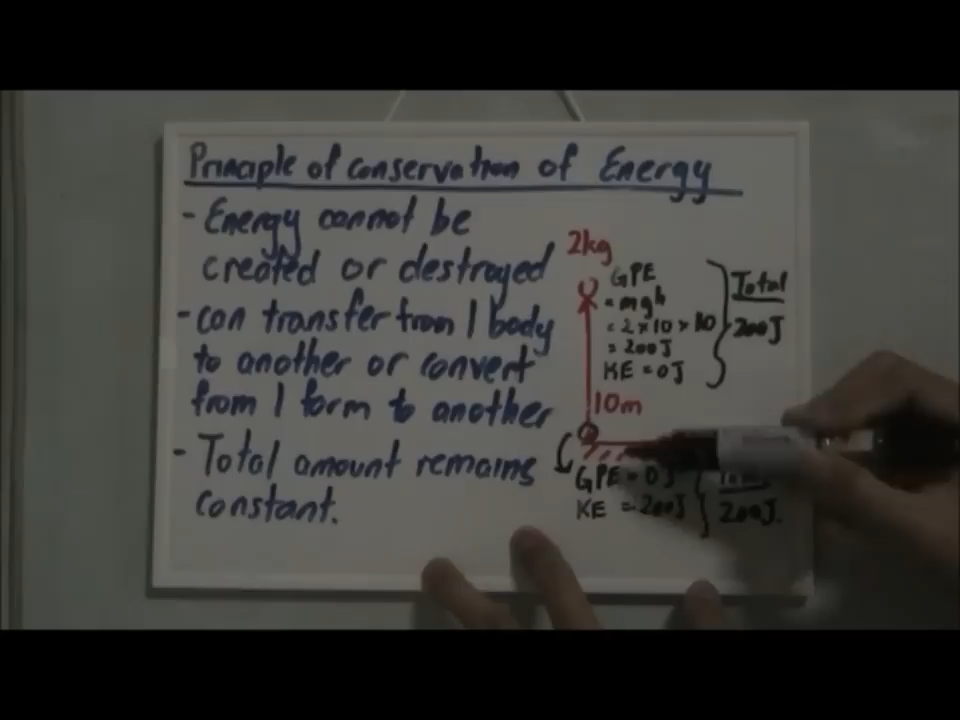 Principle of conservation of Energy
- Energy cannot be
created or destroyed
- can transfer from 1 body
to another or convert
from 1 form to another
- Total amount remains
constant.
2kg
GPE
= mgh
= 2 × 10 × 10
= 200J
KE = 0J
Total
200J
10m
GPE = 0J
KE = 200J
200J.